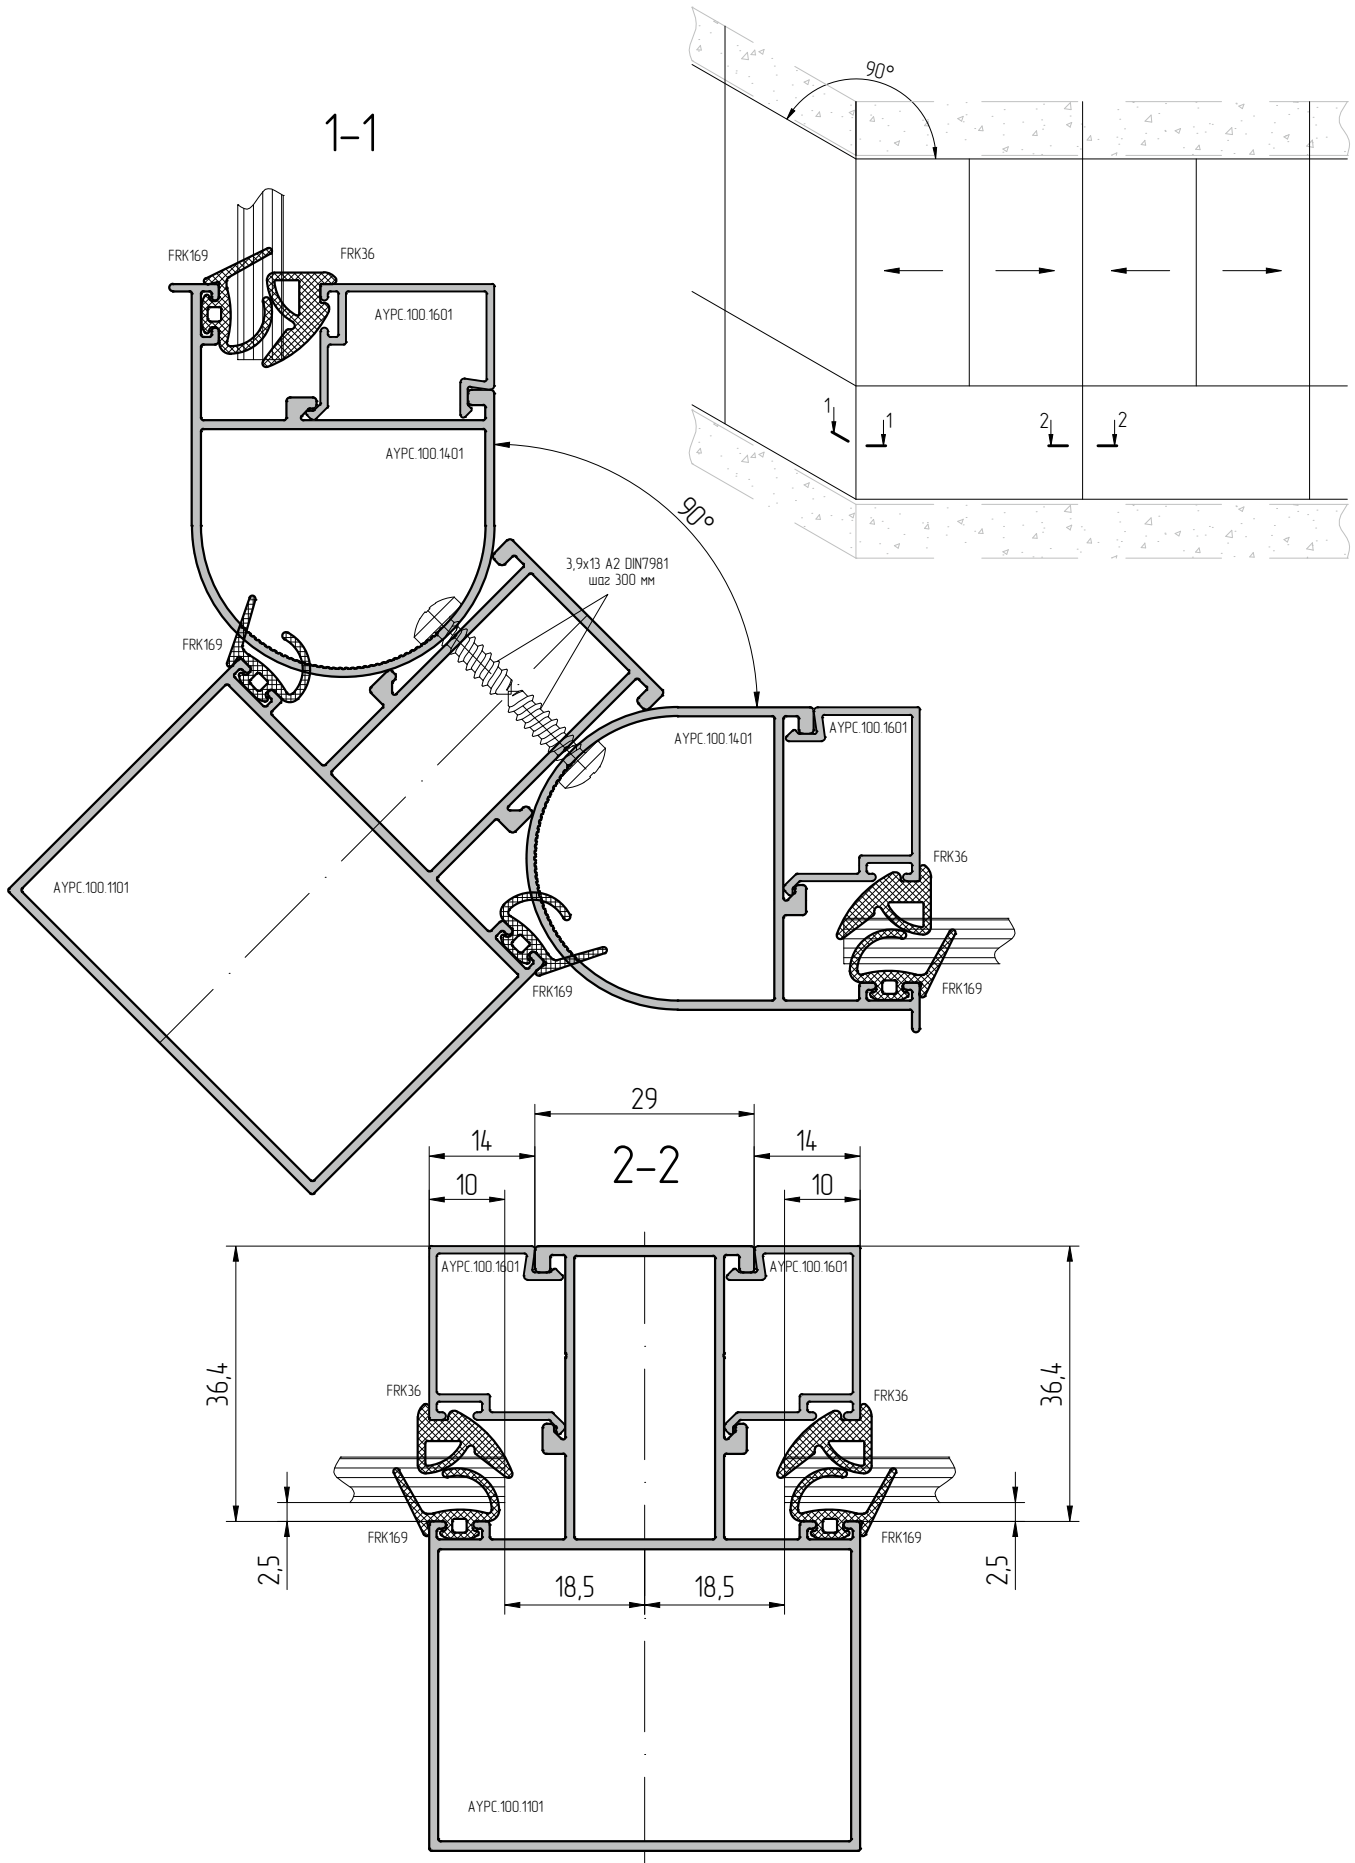 90°
1-1
FRK169
FRK36
AYPC.100.1601
1
1
2
2
AYPC.100.1401
90°
3,9x13 A2 DIN7981
шаг 300 мм
FRK169
AYPC.100.1401
AYPC.100.1601
FRK36
AYPC.100.1101
FRK169
FRK169
29
14
2-2
14
10
10
AYPC.100.1601
AYPC.100.1601
36,4
FRK36
FRK36
36,4
FRK169
FRK169
2,5
18,5
18,5
2,5
AYPC.100.1101